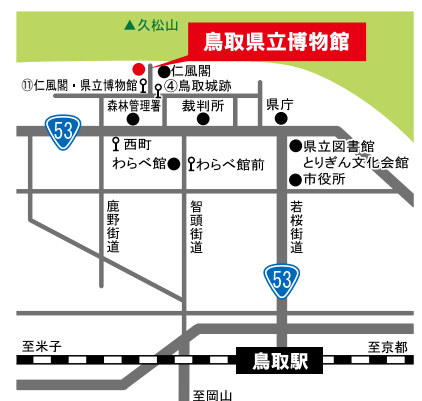 ▲久松山
鳥取県立博物館
仁風閣
⑪仁風閣・県立博物館
④鳥取城跡
森林管理署
裁判所
県庁
53
西町
県立図書館
とりぎん文化会館
わらべ館
わらべ館前
市役所
鹿野街道
智頭街道
若桜街道
53
至米子
鳥取駅
至京都
至岡山